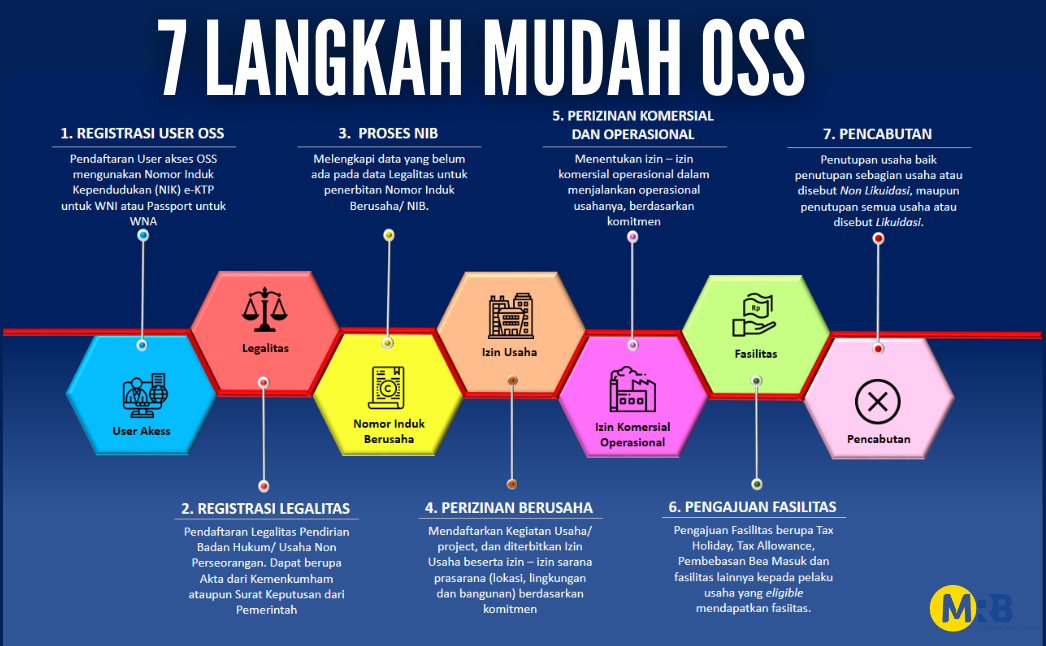 7 LANGKAH MUDAH OSS
1. REGISTRASI USER OSS
Pendaftaran User akses OSS
mengunakan Nomor Induk
Kependudukan (NIK) e-KTP
untuk WNI atau Passport untuk
WNA
3. PROSES NIB
Melengkapi data yang belum
ada pada data Legalitas untuk
penerbitan Nomor Induk
Berusaha/ NIB.
5. PERIZINAN KOMERSIAL
DAN OPERASIONAL
Menentukan izin – izin
komersial operasional dalam
menjalankan operasional
usahanya, berdasarkan
komitmen
7. PENCABUTAN
Penutupan usaha baik
penutupan sebagian usaha atau
disebut Non Likuidasi, maupun
penutupan semua usaha atau
disebut Likuidasi.
User Akess
Legalitas
Nomor Induk
Berusaha
Izin Usaha
Izin Komersial
Operasional
Rp
Fasilitas
Pencabutan
2. REGISTRASI LEGALITAS
Pendaftaran Legalitas Pendirian
Badan Hukum/ Usaha Non
Perseorangan. Dapat berupa
Akta dari Kemenkumham
ataupun Surat Keputusan dari
Pemerintah
4. PERIZINAN BERUSAHA
Mendaftarkan Kegiatan Usaha/
project, dan diterbitkan Izin
Usaha beserta izin – izin sarana
prasarana (lokasi, lingkungan
dan bangunan) berdasarkan
komitmen
6. PENGAJUAN FASILITAS
Pengajuan Fasilitas berupa Tax
Holiday, Tax Allowance,
Pembebasan Bea Masuk dan
fasilitas lainnya kepada pelaku
usaha yang eligible
mendapatkan fasiitas.
M:B